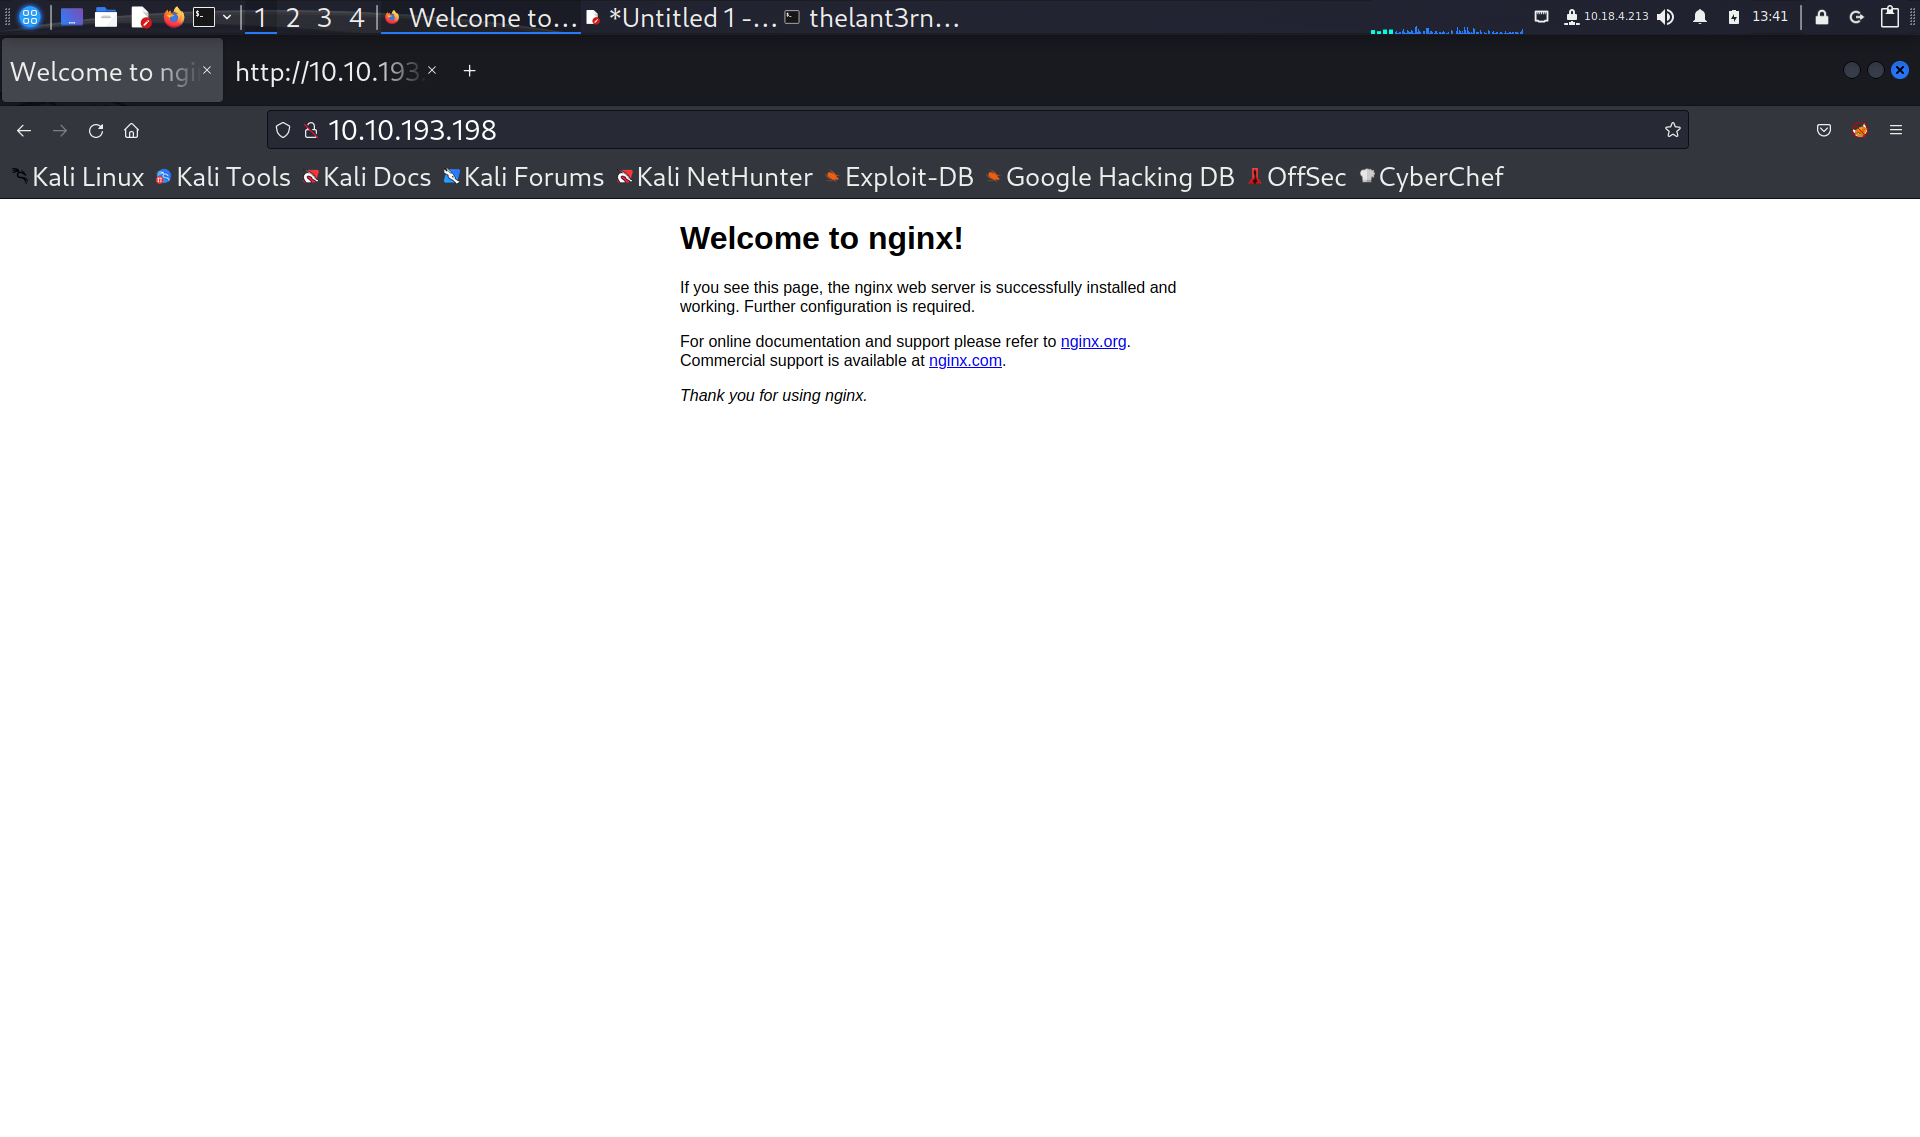 1 2 3 4 Welcome to... *Untitled 1 -... thelant3rn... 10.18.4.213 13:41
Welcome to ngi × http://10.10.193. × +
10.10.193.198
Kali Linux Kali Tools Kali Docs Kali Forums Kali NetHunter Exploit-DB Google Hacking DB OffSec CyberChef
Welcome to nginx!
If you see this page, the nginx web server is successfully installed and
working. Further configuration is required.
For online documentation and support please refer to nginx.org.
Commercial support is available at nginx.com.
Thank you for using nginx.